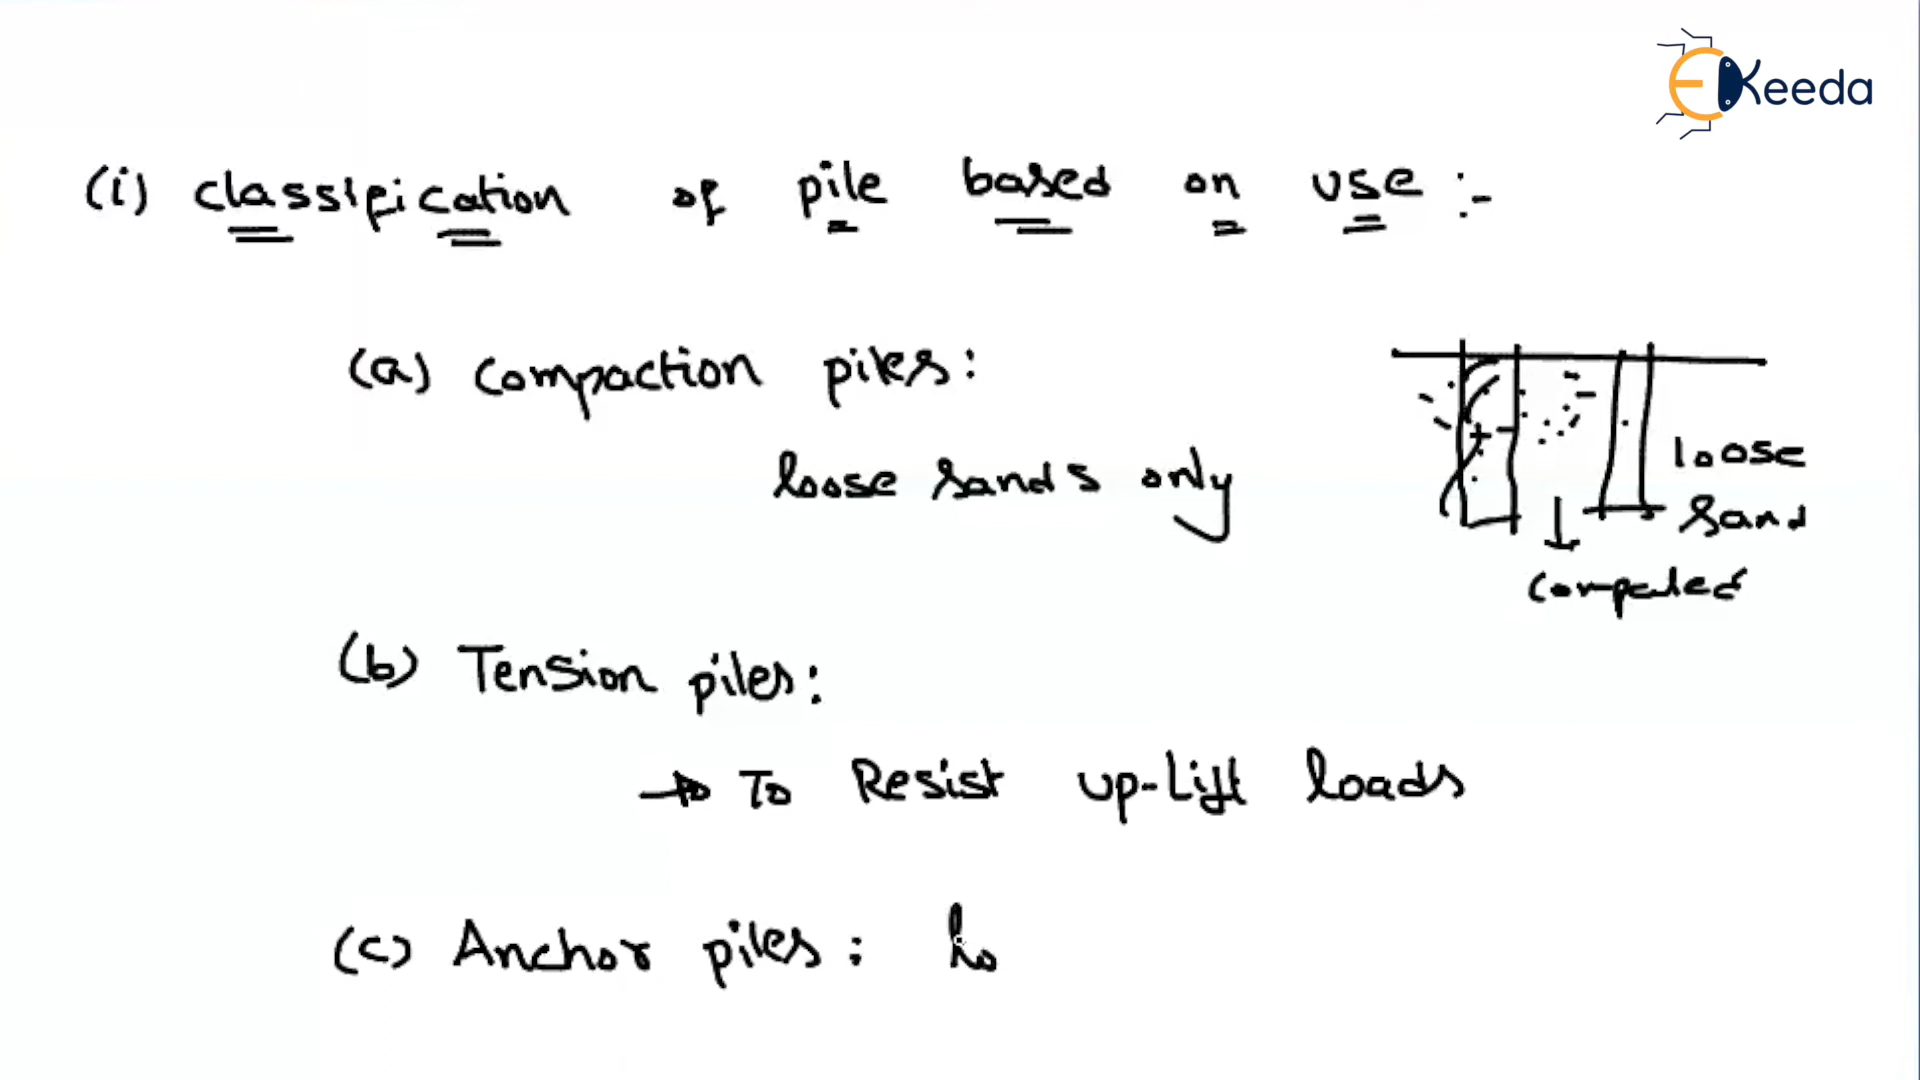 EKeeda
(i) classification of pile based on use :-
(a) compaction piles:
loose sands only
loose
sand
compacted
(b) Tension piles:
→ To Resist up-Lift loads
(c) Anchor piles :